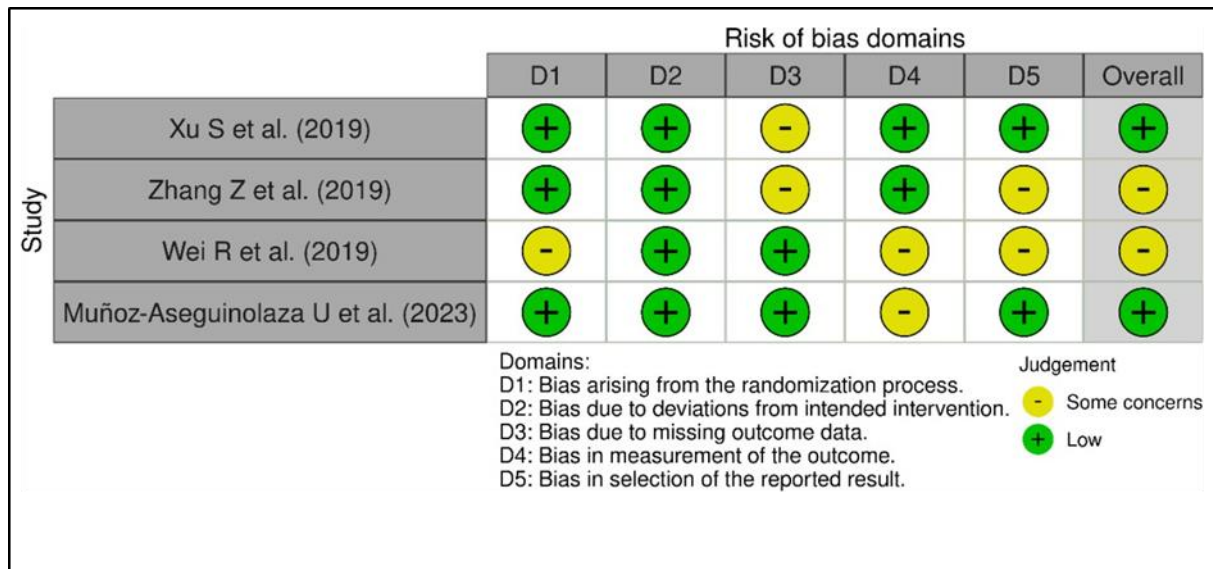 Risk of bias domains
D1 D2 D3 D4 D5 Overall
Study
Xu S et al. (2019) + + - + + +
Zhang Z et al. (2019) + + - + - -
Wei R et al. (2019) - + + - - -
Muñoz-Aseguinolaza U et al. (2023) + + + - + +
Domains:
D1: Bias arising from the randomization process.
D2: Bias due to deviations from intended intervention.
D3: Bias due to missing outcome data.
D4: Bias in measurement of the outcome.
D5: Bias in selection of the reported result.
Judgement
- Some concerns
+ Low